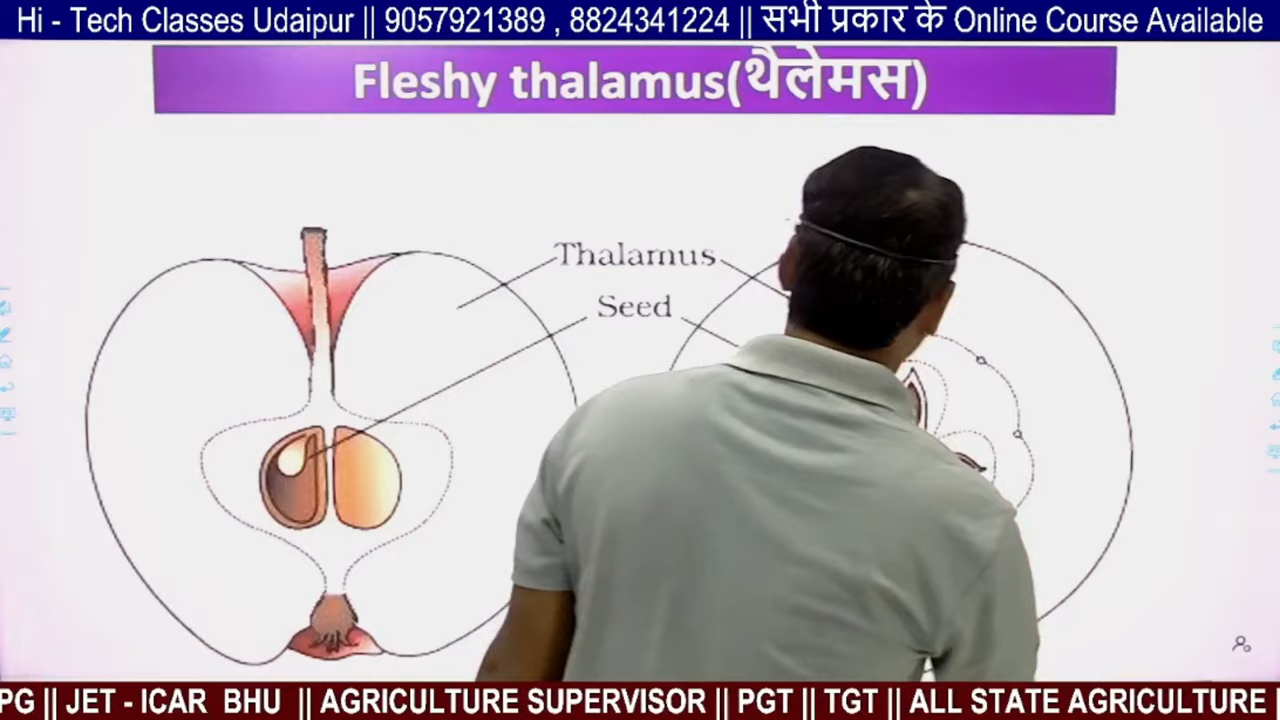 Hi - Tech Classes Udaipur || 9057921389 , 8824341224 || सभी प्रकार के Online Course Available
Fleshy thalamus(थैलेमस)
Thalamus
Seed
PG || JET - ICAR BHU || AGRICULTURE SUPERVISOR || PGT || TGT || ALL STATE AGRICULTURE